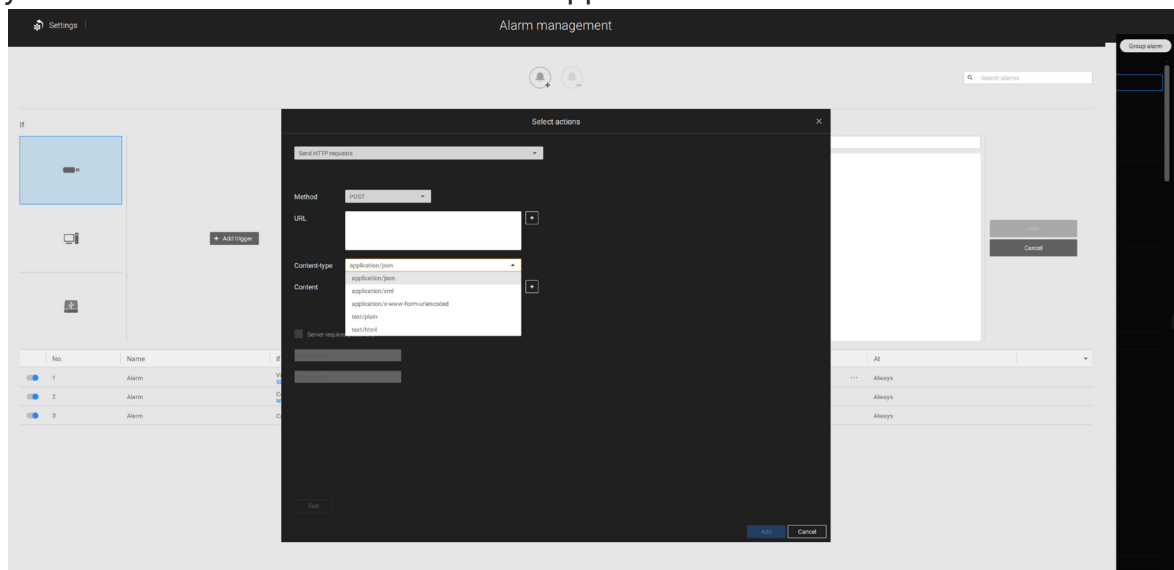 Settings
Alarm management
Group alarm
Search alarms
If
Select actions
Send HTTP requests
Method POST
URL
+ Add trigger
Add
Cancel
Content-type application/json
application/json
Content
application/xml
application/x-www-form-urlencoded
text/plain
text/html
Server require
No. Name If At
1 Alarm Always
2 Alarm Always
3 Alarm Always
Test
Add Cancel